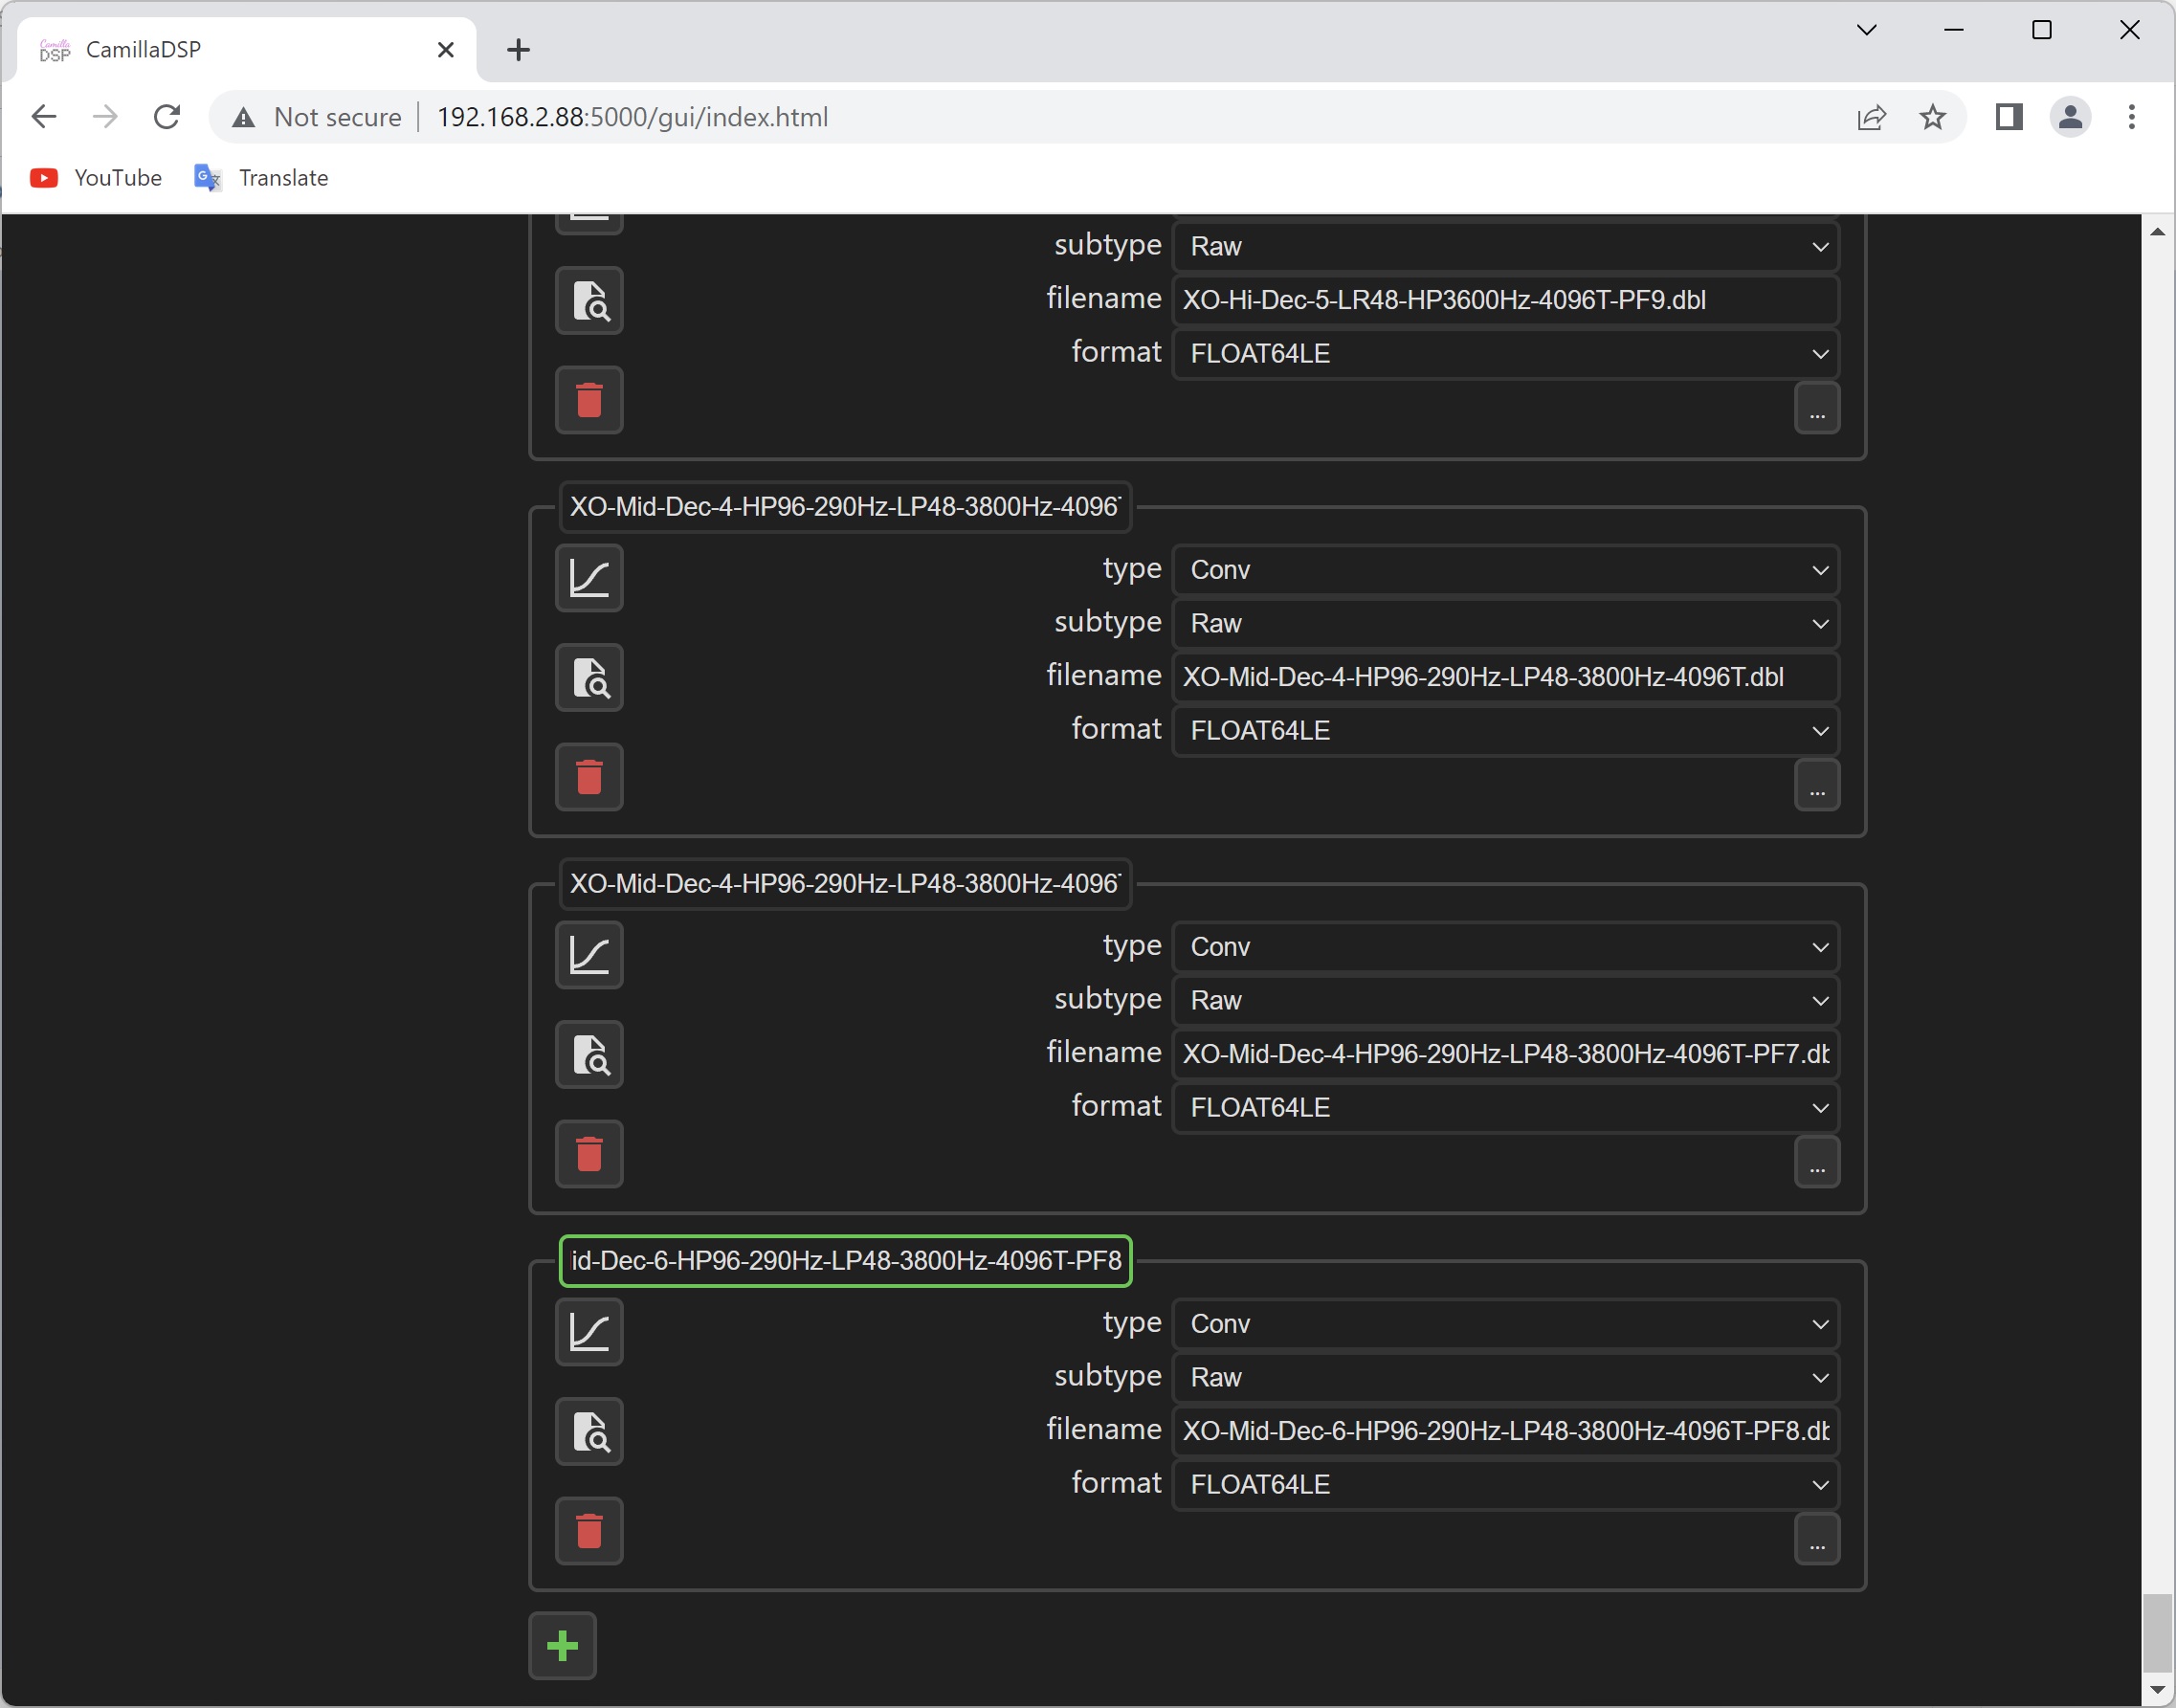 Camilla DSP CamillaDSP
Not secure 192.168.2.88:5000/gui/index.html
YouTube Translate
subtype Raw
filename XO-Hi-Dec-5-LR48-HP3600Hz-4096T-PF9.dbl
format FLOAT64LE
...
XO-Mid-Dec-4-HP96-290Hz-LP48-3800Hz-4096
type Conv
subtype Raw
filename XO-Mid-Dec-4-HP96-290Hz-LP48-3800Hz-4096T.dbl
format FLOAT64LE
...
XO-Mid-Dec-4-HP96-290Hz-LP48-3800Hz-4096
type Conv
subtype Raw
filename XO-Mid-Dec-4-HP96-290Hz-LP48-3800Hz-4096T-PF7.db
format FLOAT64LE
...
id-Dec-6-HP96-290Hz-LP48-3800Hz-4096T-PF8
type Conv
subtype Raw
filename XO-Mid-Dec-6-HP96-290Hz-LP48-3800Hz-4096T-PF8.db
format FLOAT64LE
...